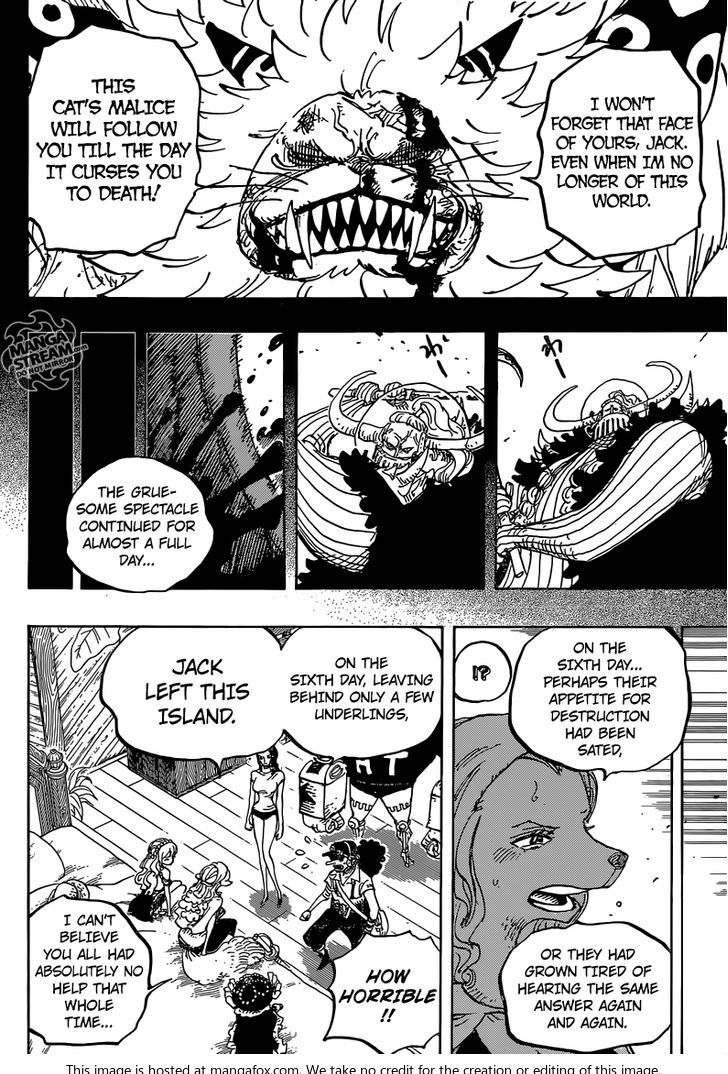 I WON'T
FORGET THAT FACE
OF YOURS, JACK.
EVEN WHEN IM NO
LONGER OF THIS
WORLD.
THIS
CAT'S MALICE
WILL FOLLOW
YOU TILL THE DAY
IT CURSES YOU
TO DEATH!
MANGA
STREAM.COM
DO NOT MIRROR
THE GRUE-
SOME SPECTACLE
CONTINUED FOR
ALMOST A FULL
DAY...
ON THE
SIXTH DAY...
PERHAPS THEIR
APPETITE FOR
DESTRUCTION
HAD BEEN
SATED,
!?
OR THEY HAD
GROWN TIRED OF
HEARING THE SAME
ANSWER AGAIN
AND AGAIN.
ON THE
SIXTH DAY, LEAVING
BEHIND ONLY A FEW
UNDERLINGS,
JACK
LEFT THIS
ISLAND.
HOW
HORRIBLE
!!
I CAN'T
BELIEVE
YOU ALL HAD
ABSOLUTELY NO
HELP THAT
WHOLE
TIME...
This image is hosted at mangafox.com. We take no credit for the creation or editing of this image.